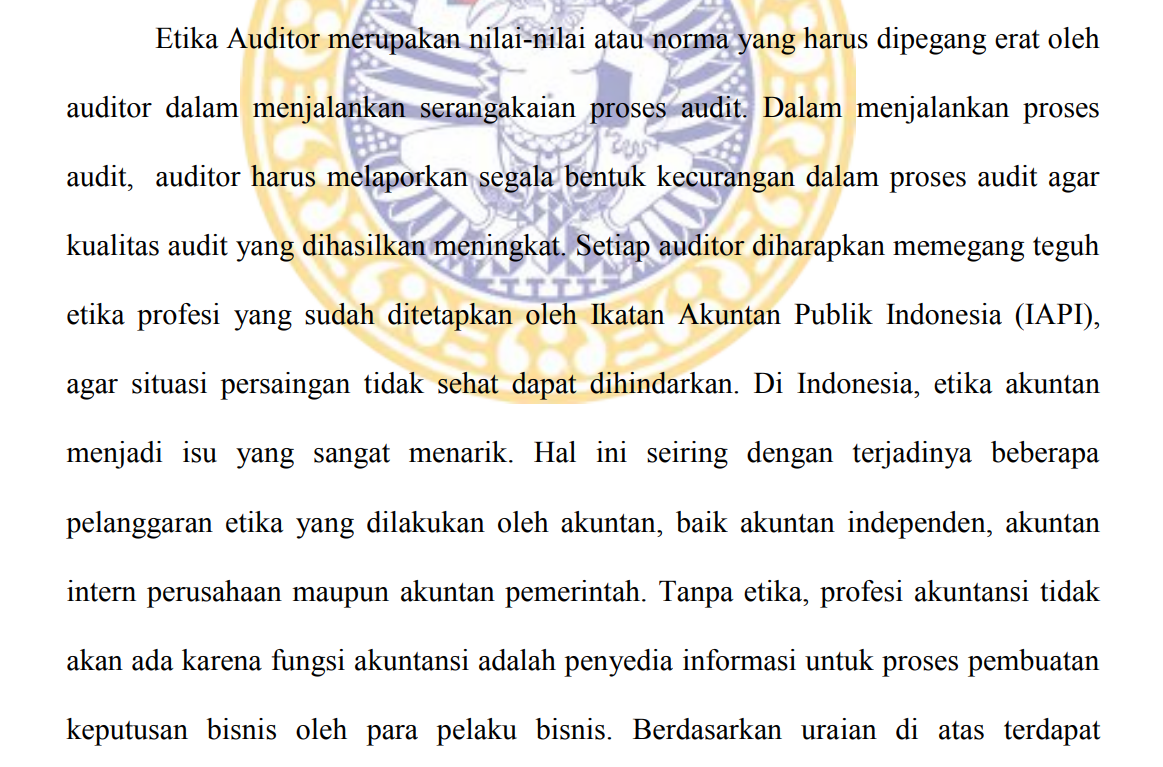 Etika Auditor merupakan nilai-nilai atau norma yang harus dipegang erat oleh
auditor dalam menjalankan serangakaian proses audit. Dalam menjalankan proses
audit, auditor harus melaporkan segala bentuk kecurangan dalam proses audit agar
kualitas audit yang dihasilkan meningkat. Setiap auditor diharapkan memegang teguh
etika profesi yang sudah ditetapkan oleh Ikatan Akuntan Publik Indonesia (IAPI),
agar situasi persaingan tidak sehat dapat dihindarkan. Di Indonesia, etika akuntan
menjadi isu yang sangat menarik. Hal ini seiring dengan terjadinya beberapa
pelanggaran etika yang dilakukan oleh akuntan, baik akuntan independen, akuntan
intern perusahaan maupun akuntan pemerintah. Tanpa etika, profesi akuntansi tidak
akan ada karena fungsi akuntansi adalah penyedia informasi untuk proses pembuatan
keputusan bisnis oleh para pelaku bisnis. Berdasarkan uraian di atas terdapat